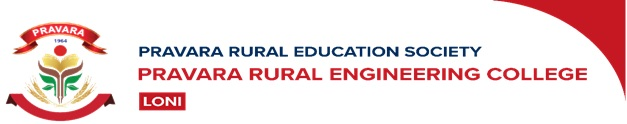 PRAVARA
1964
PRAVARA RURAL EDUCATION SOCIETY
PRAVARA RURAL ENGINEERING COLLEGE
LONI